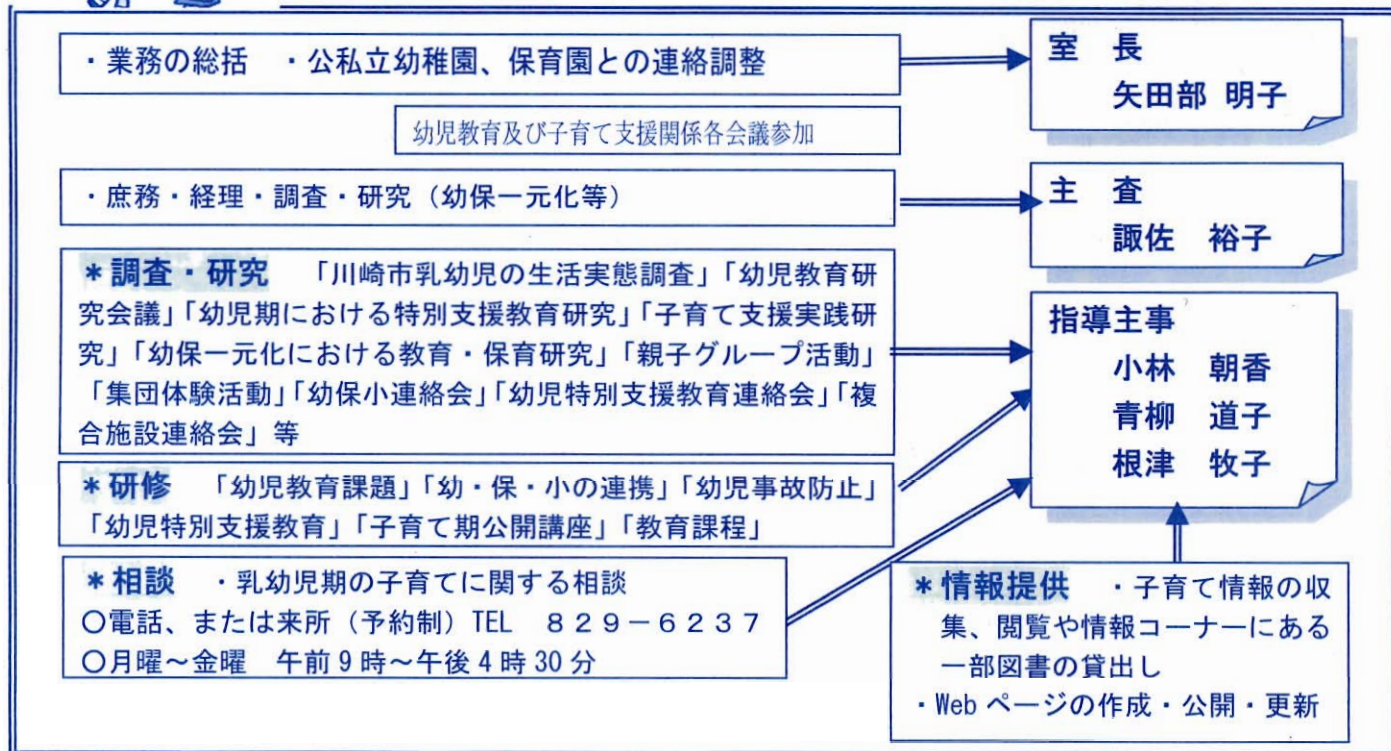 ・業務の総括　・公私立幼稚園、保育園との連絡調整
室　長
矢田部 明子
幼児教育及び子育て支援関係各会議参加
・庶務・経理・調査・研究（幼保一元化等）
主　査
諏佐　裕子
＊調査・研究　「川崎市乳幼児の生活実態調査」「幼児教育研
究会議」「幼児期における特別支援教育研究」「子育て支援実践研
究」「幼保一元化における教育・保育研究」「親子グループ活動」
「集団体験活動」「幼保小連絡会」「幼児特別支援教育連絡会」「複
合施設連絡会」等
指導主事
小林　朝香
青柳　道子
根津　牧子
＊研修　「幼児教育課題」「幼・保・小の連携」「幼児事故防止」
「幼児特別支援教育」「子育て期公開講座」「教育課程」
＊相談　・乳幼児期の子育てに関する相談
〇電話、または来所（予約制）TEL　８２９－６２３７
〇月曜～金曜　午前９時～午後４時30分
＊情報提供　・子育て情報の収
集、閲覧や情報コーナーにある
一部図書の貸出し
・Webページの作成・公開・更新